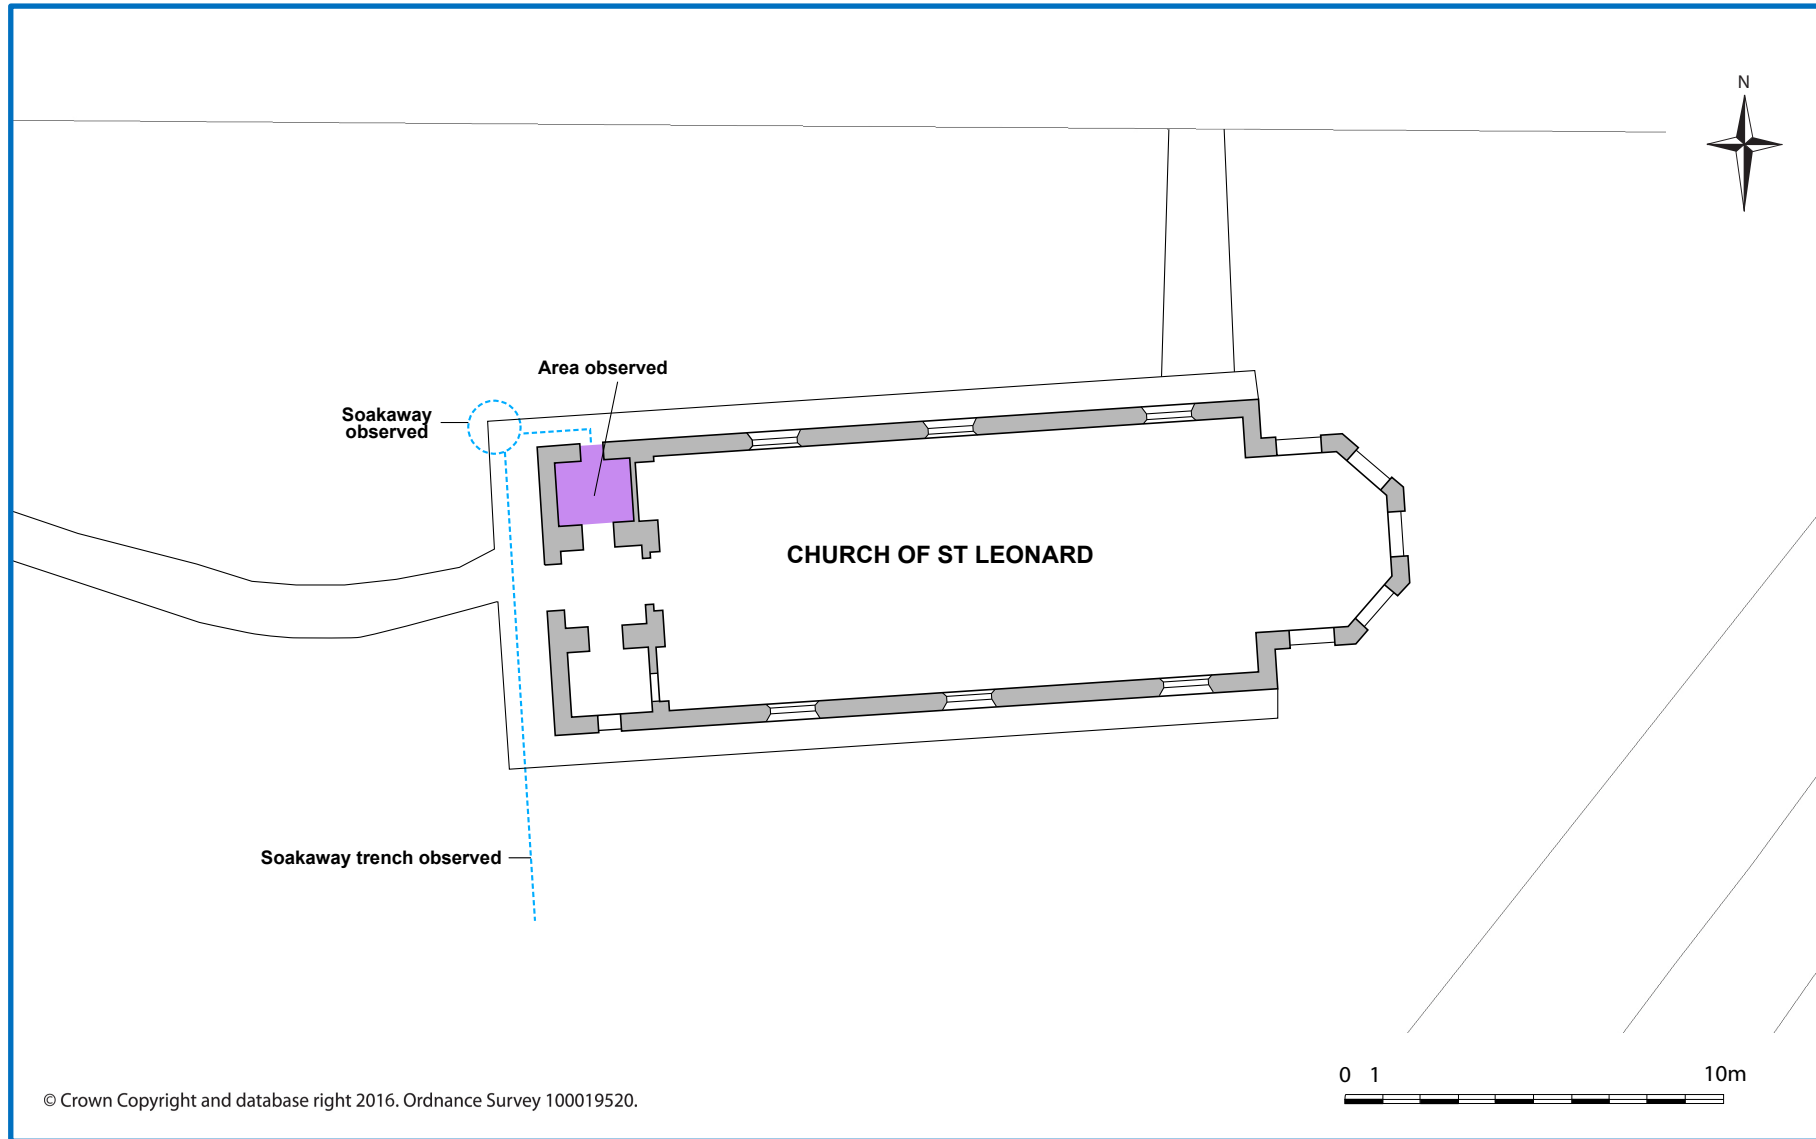 N
Area observed
Soakaway
observed
CHURCH OF ST LEONARD
Soakaway trench observed
0 1 10m
© Crown Copyright and database right 2016. Ordnance Survey 100019520.